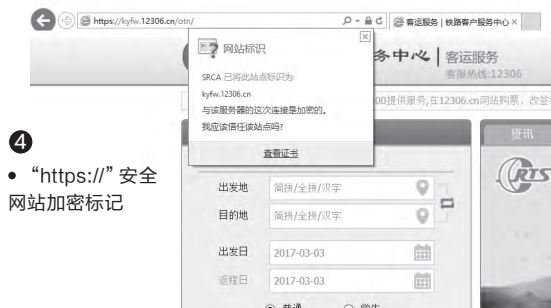 https://kyfw.12306.cn/otn/
客运服务 | 铁路客户服务中心 ×
网站标识
SRCA 已将此站点标识为:
kyfw.12306.cn
与该服务器的这次连接是加密的。
我应该信任该站点吗?
查看证书
务中心 | 客运服务
客服热线:12306
00提供服务,在12306.cn网站购票、改签
资讯
RTS
出发地 简拼/全拼/汉字
目的地 简拼/全拼/汉字
出发日 2017-03-03
返程日 2017-03-03
普通 学生
❹
• “https://”安全
网站加密标记